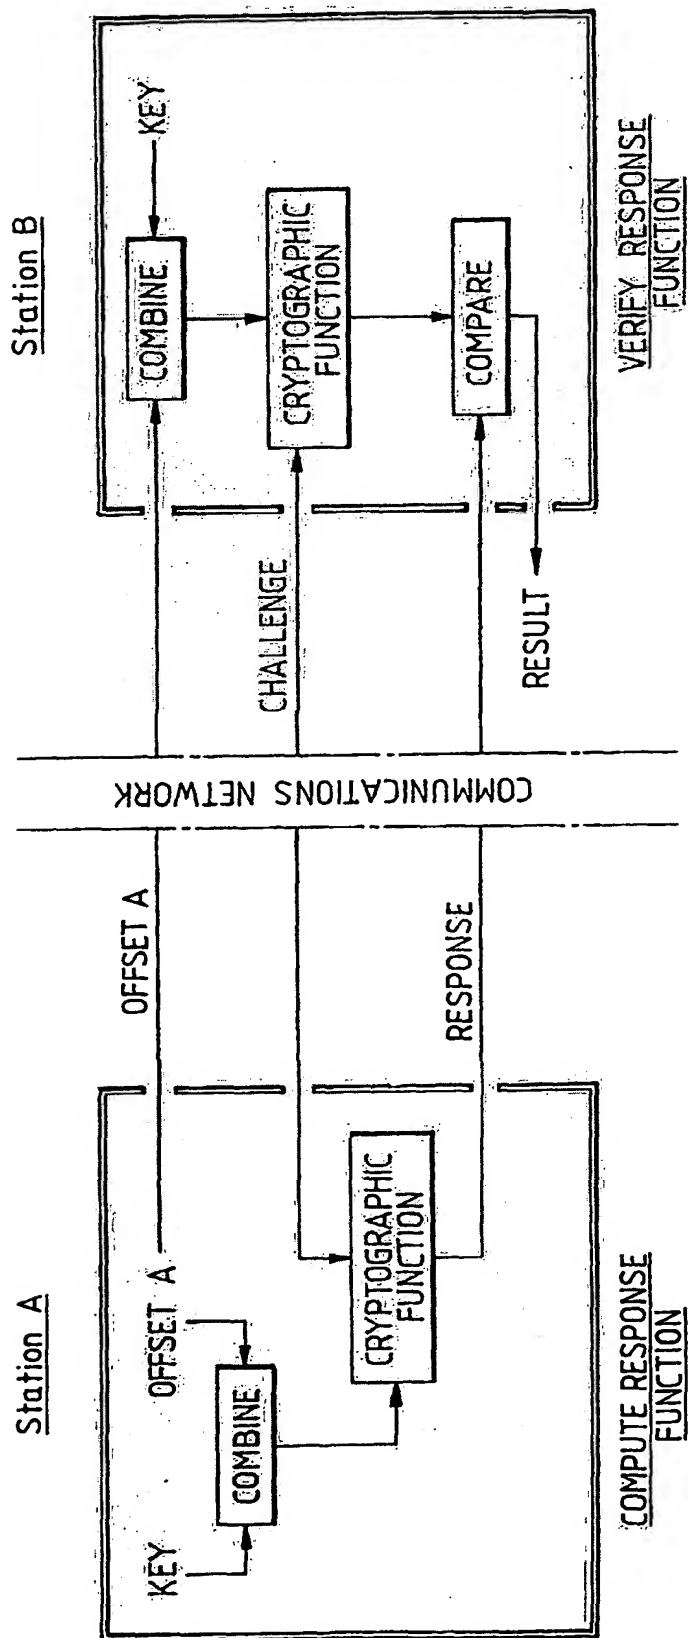 Station A
KEY
OFFSET A
COMBINE
CRYPTOGRAPHIC
FUNCTION
COMPUTE RESPONSE
FUNCTION
OFFSET A
RESPONSE
COMMUNICATIONS NETWORK
CHALLENGE
RESULT
Station B
COMBINE
KEY
CRYPTOGRAPHIC
FUNCTION
COMPARE
VERIFY RESPONSE
FUNCTION